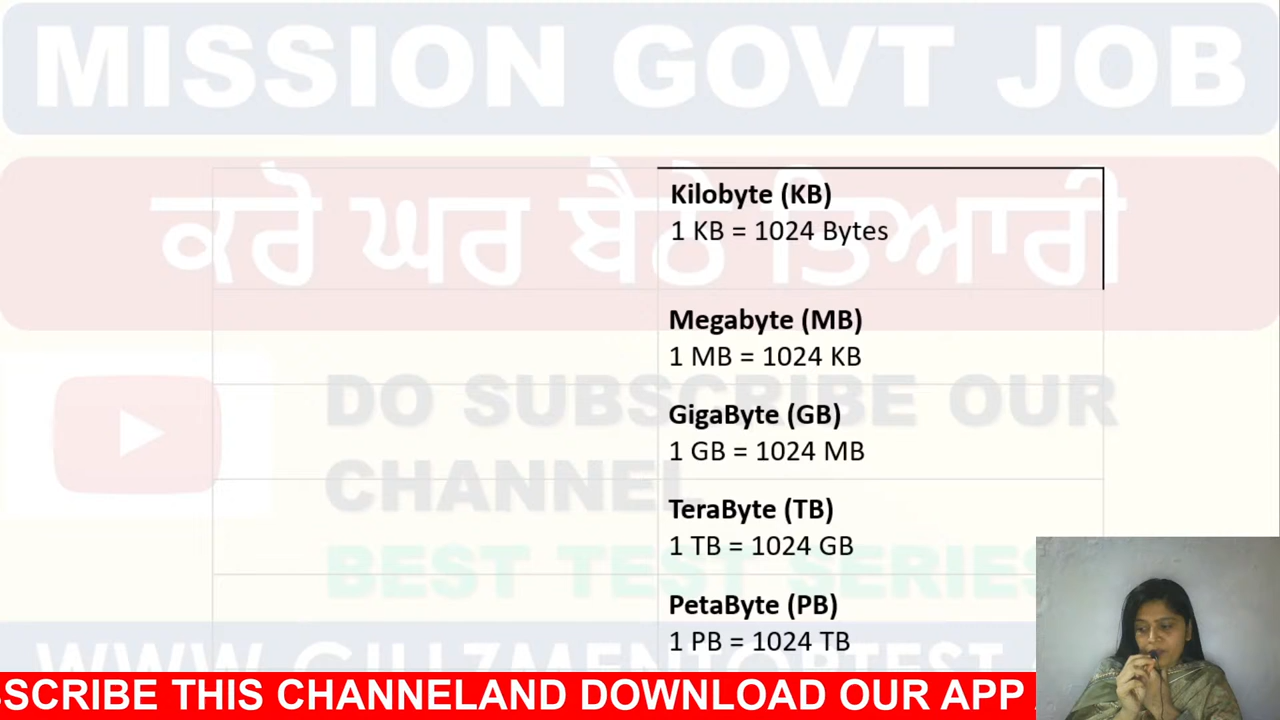 MISSION GOVT JOB
ਕਰੋ ਘਰ ਬੈਠੇ ਤਿਆਰੀ
Kilobyte (KB)
1 KB = 1024 Bytes
Megabyte (MB)
1 MB = 1024 KB
DO SUBSCRIBE OUR
CHANNEL
GigaByte (GB)
1 GB = 1024 MB
TeraByte (TB)
1 TB = 1024 GB
BEST TEST SERIES
PetaByte (PB)
1 PB = 1024 TB
SCRIBE THIS CHANNELAND DOWNLOAD OUR APP